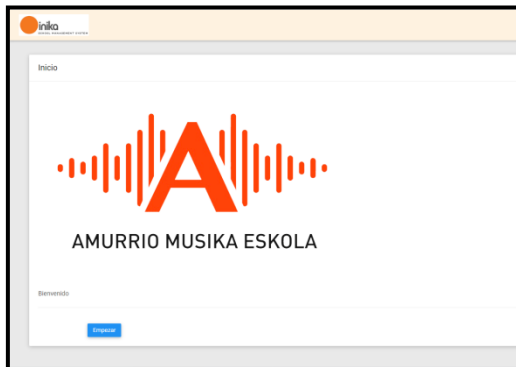 inika
Inicio
A
AMURRIO MUSIKA ESKOLA
Bienvenido
Empezar